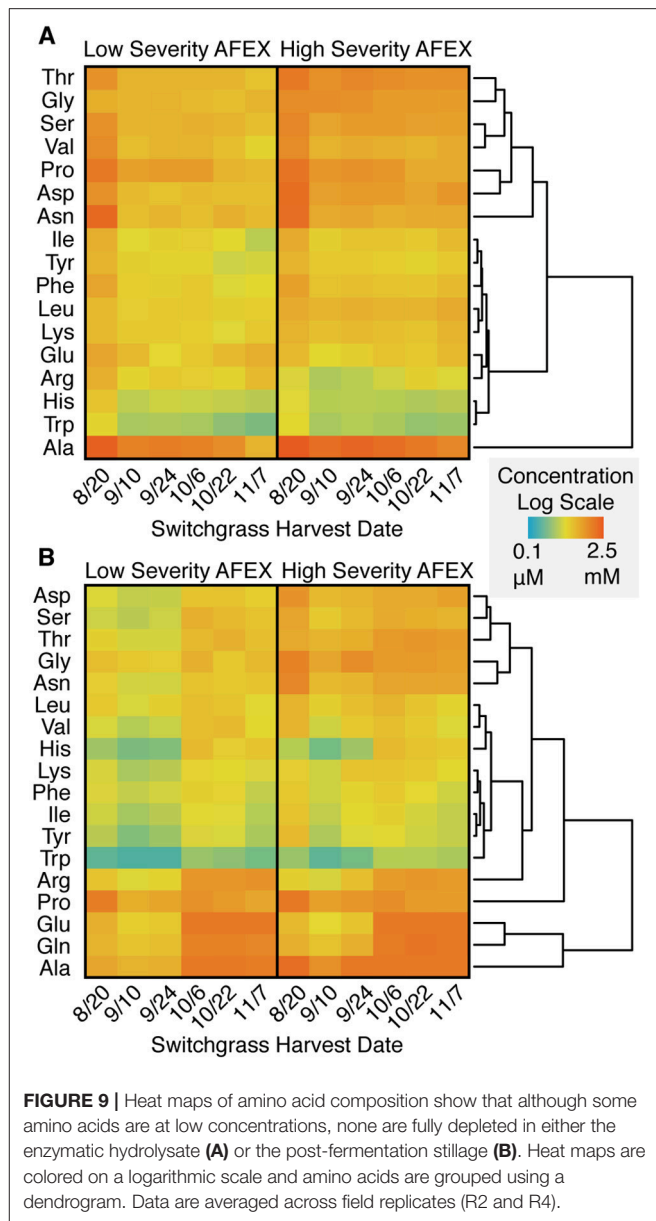 A
Low Severity AFEX High Severity AFEX
Thr
Gly
Ser
Val
Pro
Asp
Asn
Ile
Tyr
Phe
Leu
Lys
Glu
Arg
His
Trp
Ala
8/20 9/10 9/24 10/6 10/22 11/7 8/20 9/10 9/24 10/6 10/22 11/7
Switchgrass Harvest Date
Concentration
Log Scale
0.1 2.5
µM mM
B
Low Severity AFEX High Severity AFEX
Asp
Ser
Thr
Gly
Asn
Leu
Val
His
Lys
Phe
Ile
Tyr
Trp
Arg
Pro
Glu
Gln
Ala
8/20 9/10 9/24 10/6 10/22 11/7 8/20 9/10 9/24 10/6 10/22 11/7
Switchgrass Harvest Date
FIGURE 9 | Heat maps of amino acid composition show that although some
amino acids are at low concentrations, none are fully depleted in either the
enzymatic hydrolysate (A) or the post-fermentation stillage (B). Heat maps are
colored on a logarithmic scale and amino acids are grouped using a
dendrogram. Data are averaged across field replicates (R2 and R4).